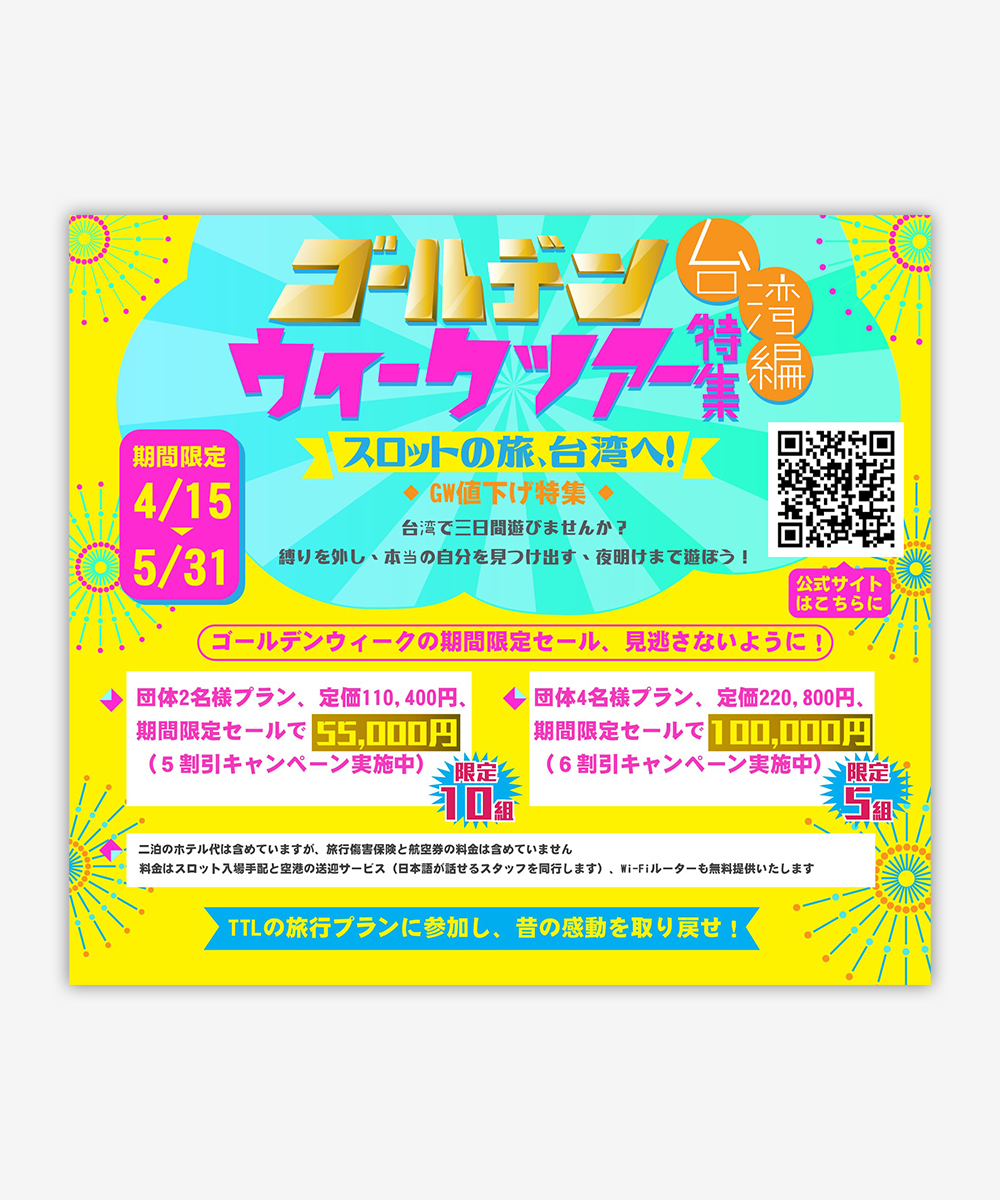 ゴールデン
ウィークツアー特集
台湾編
スロットの旅、台湾へ!
◆ GW値下げ特集 ◆
台湾で三日間遊びませんか？
縛りを外し、本当の自分を見つけ出す、夜明けまで遊ぼう！
期間限定
4/15
5/31
公式サイト
はこちらに
ゴールデンウィークの期間限定セール、見逃さないように！
団体2名様プラン、定価110,400円、
期間限定セールで 55,000円
（５割引キャンペーン実施中）
限定
10組
団体4名様プラン、定価220,800円、
期間限定セールで 100,000円
（６割引キャンペーン実施中）
限定
5組
二泊のホテル代は含めていますが、旅行傷害保険と航空券の料金は含めていません
料金はスロット入場手配と空港の送迎サービス（日本語が話せるスタッフを同行します）、Wi-Fiルーターも無料提供いたします
TTLの旅行プランに参加し、昔の感動を取り戻せ！